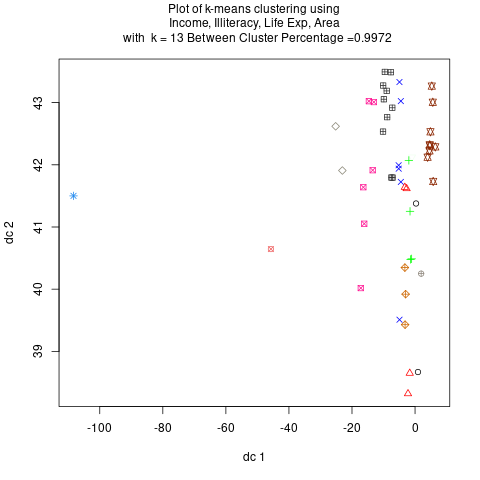 Plot of k-means clustering using
Income, Illiteracy, Life Exp, Area
with k = 13 Between Cluster Percentage =0.9972
43
42
41
40
39
dc 2
-100 -80 -60 -40 -20 0
dc 1